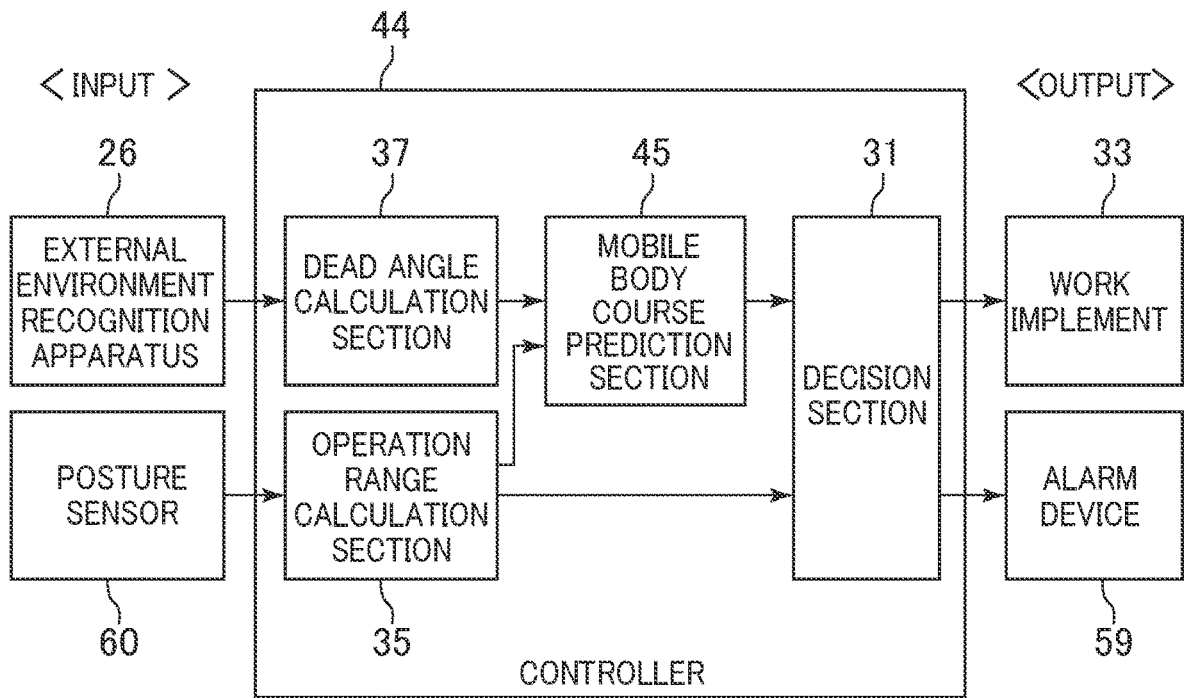 44
<INPUT>
<OUTPUT>
26
37
45
31
33
EXTERNAL
ENVIRONMENT
RECOGNITION
APPARATUS
DEAD ANGLE
CALCULATION
SECTION
MOBILE
BODY
COURSE
PREDICTION
SECTION
DECISION
SECTION
WORK
IMPLEMENT
POSTURE
SENSOR
OPERATION
RANGE
CALCULATION
SECTION
ALARM
DEVICE
60
35
59
CONTROLLER